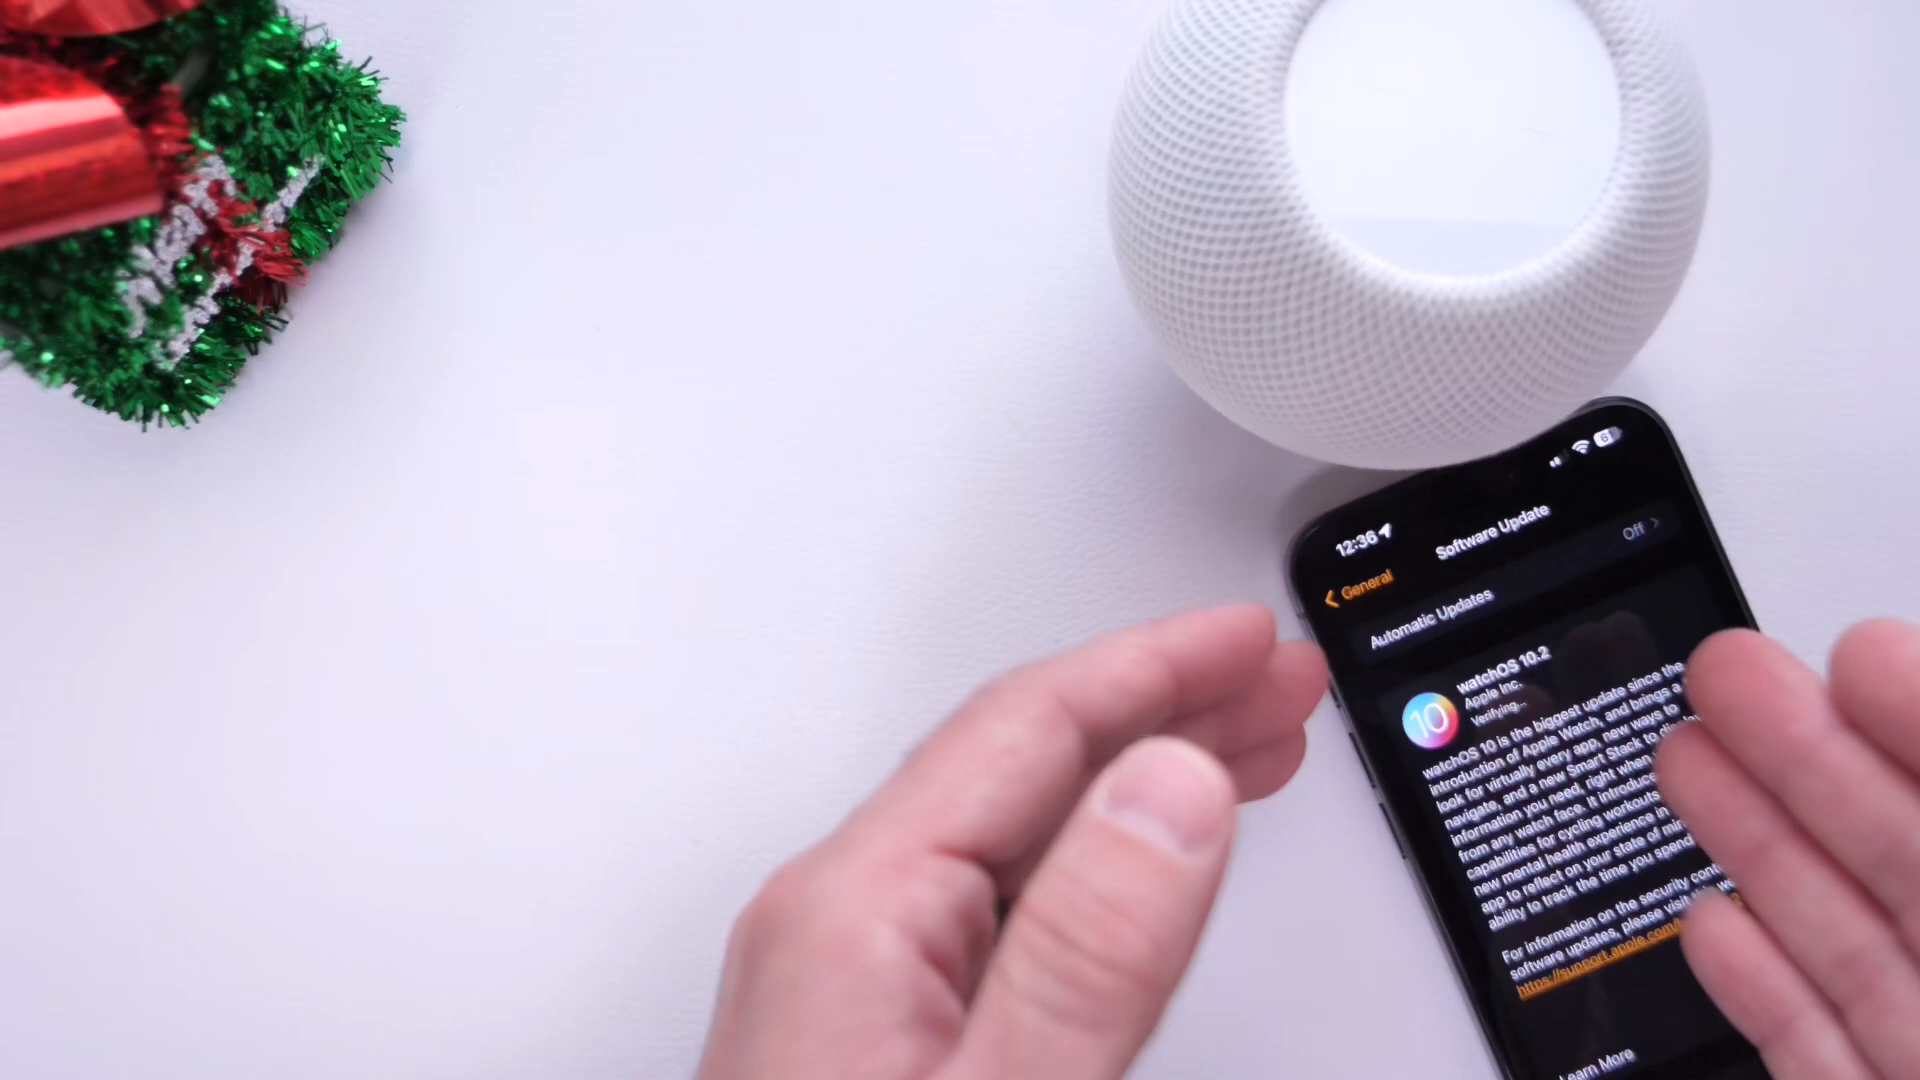 12:36
6
Software Update
General
Automatic Updates
Off
10
watchOS 10.2
Apple Inc.
Verifying...
watchOS 10 is the biggest update since the
introduction of Apple Watch, and brings a
look for virtually every app, new ways to
navigate, and a new Smart Stack to
information you need, right when
from any watch face. It introduce
capabilities for cycling workouts
new mental health experience in
app to reflect on your state of
ability to track the time you spend
For information on the security
software updates, please visit
https://support.apple.com/
Learn More